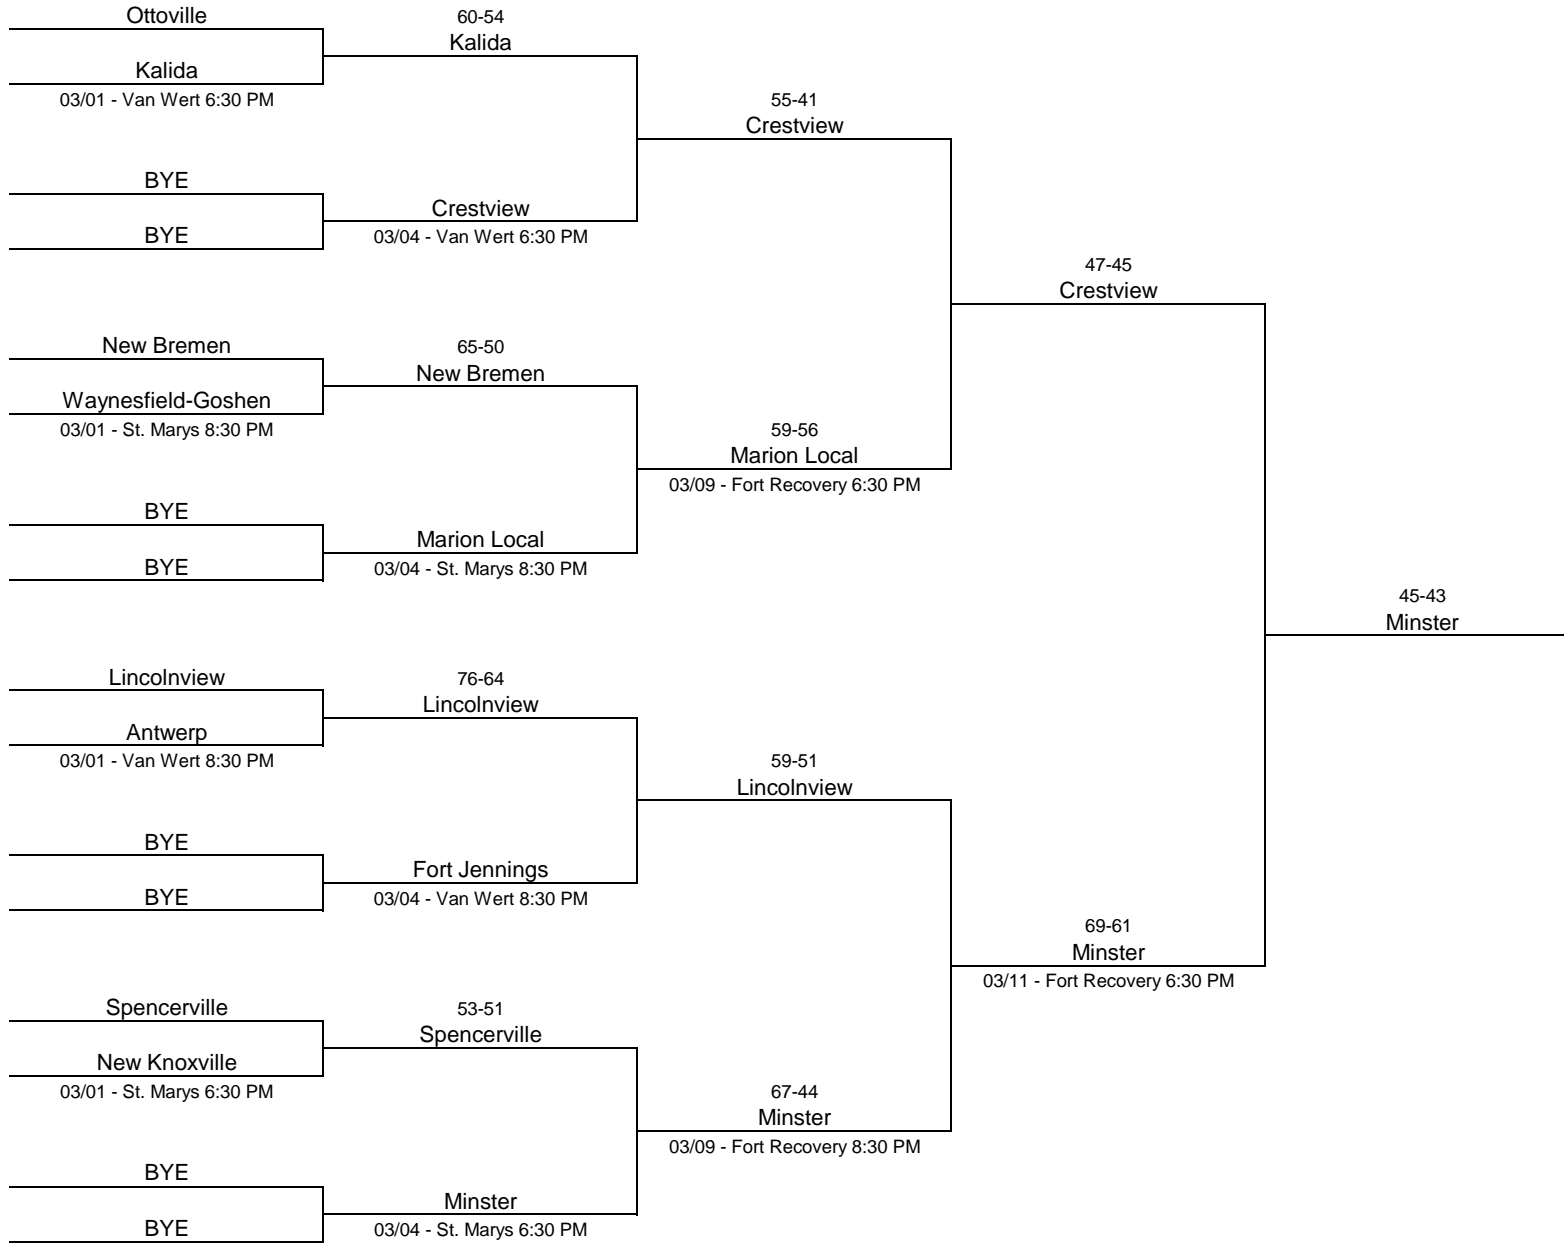 Ottoville
Kalida
03/01 - Van Wert 6:30 PM
BYE
BYE
New Bremen
Waynesfield-Goshen
03/01 - St. Marys 8:30 PM
BYE
BYE
Lincolnview
Antwerp
03/01 - Van Wert 8:30 PM
BYE
BYE
Spencerville
New Knoxville
03/01 - St. Marys 6:30 PM
BYE
BYE
60-54
Kalida
Crestview
03/04 - Van Wert 6:30 PM
65-50
New Bremen
Marion Local
03/04 - St. Marys 8:30 PM
76-64
Lincolnview
Fort Jennings
03/04 - Van Wert 8:30 PM
53-51
Spencerville
Minster
03/04 - St. Marys 6:30 PM
55-41
Crestview
59-56
Marion Local
03/09 - Fort Recovery 6:30 PM
59-51
Lincolnview
67-44
Minster
03/09 - Fort Recovery 8:30 PM
47-45
Crestview
69-61
Minster
03/11 - Fort Recovery 6:30 PM
45-43
Minster